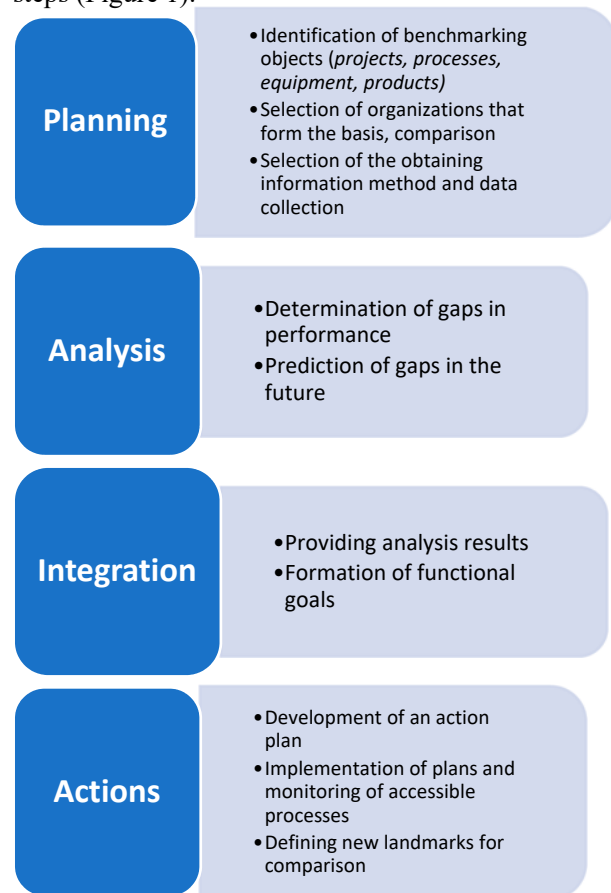 steps (Figure 1).
Planning
•Identification of benchmarking
objects (projects, processes,
equipment, products)
•Selection of organizations that
form the basis, comparison
•Selection of the obtaining
information method and data
collection
Analysis
•Determination of gaps in
performance
•Prediction of gaps in the
future
Integration
•Providing analysis results
•Formation of functional
goals
Actions
•Development of an action
plan
•Implementation of plans and
monitoring of accessible
processes
•Defining new landmarks for
comparison